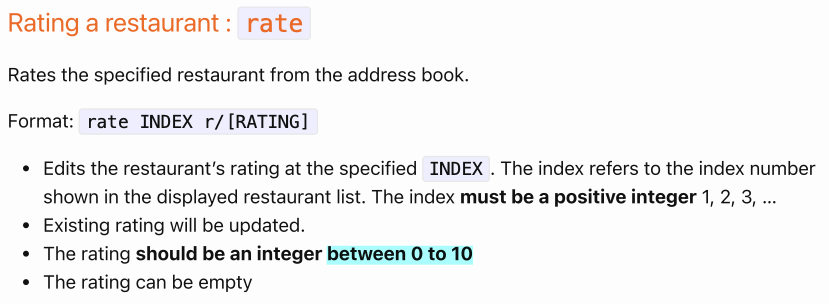 Rating a restaurant : rate
Rates the specified restaurant from the address book.
Format: rate INDEX r/[RATING]
• Edits the restaurant’s rating at the specified INDEX . The index refers to the index number
shown in the displayed restaurant list. The index must be a positive integer 1, 2, 3, …
• Existing rating will be updated.
• The rating should be an integer between 0 to 10
• The rating can be empty